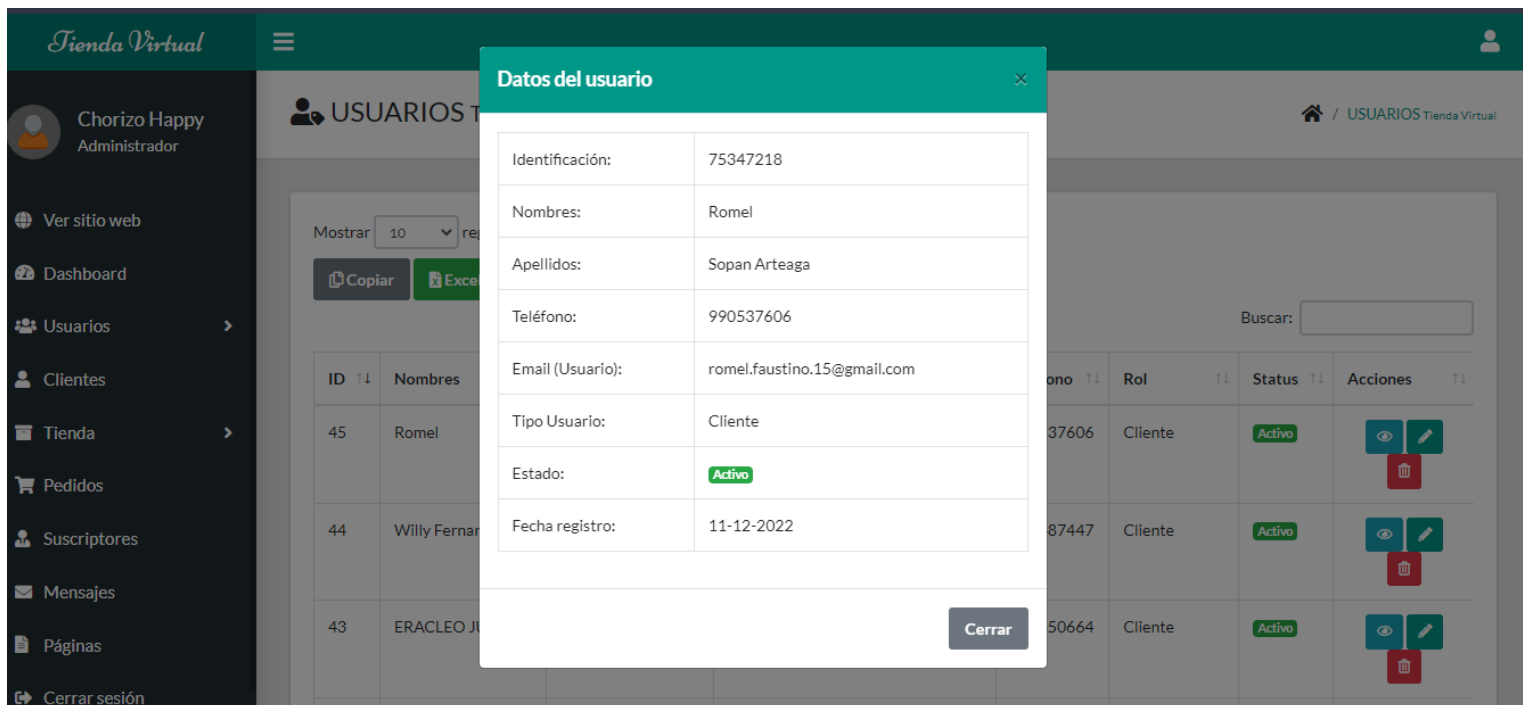 Tienda Virtual
Chorizo Happy
Administrador
Ver sitio web
Dashboard
Usuarios
Clientes
Tienda
Pedidos
Suscriptores
Mensajes
Páginas
Cerrar sesión
USUARIOS
/ USUARIOS Tienda Virtual
Datos del usuario ×
Identificación: 75347218
Nombres: Romel
Apellidos: Sopan Arteaga
Teléfono: 990537606
Email (Usuario): romel.faustino.15@gmail.com
Tipo Usuario: Cliente
Estado: Activo
Fecha registro: 11-12-2022
Cerrar
Mostrar 10
Copiar Excel
Buscar:
ID Nombres Rol Status Acciones
45 Romel 37606 Cliente Activo
44 Willy 87447 Cliente Activo
43 ERACLEO 50664 Cliente Activo